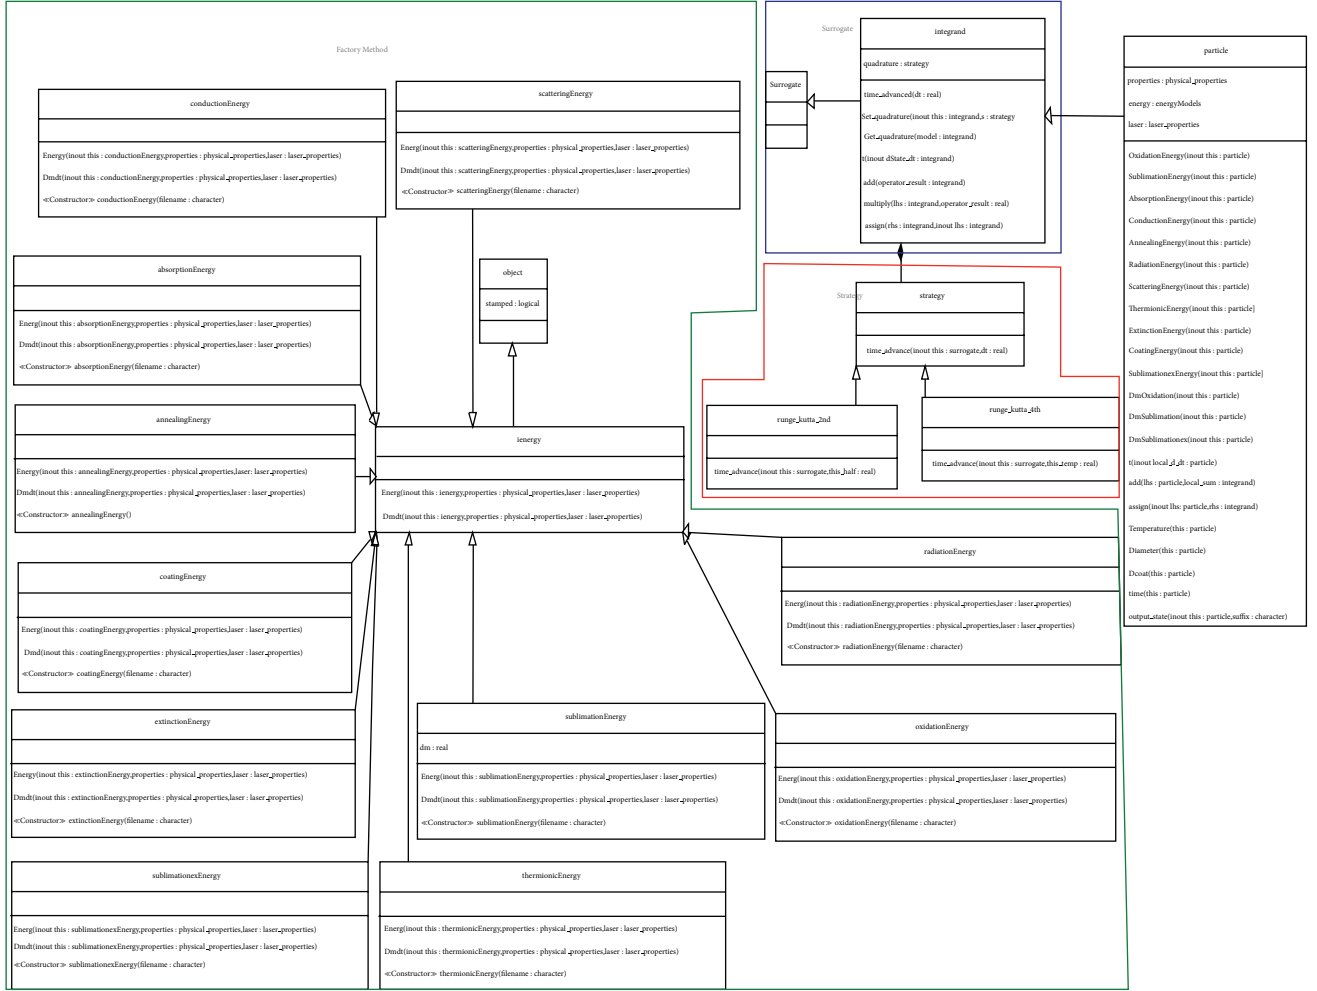 Factory Method
conductionEnergy
Energy(inout this : conductionEnergy,properties : physical_properties,laser : laser_properties)
Dmdt(inout this : conductionEnergy,properties : physical_properties,laser : laser_properties)
≪Constructor≫ conductionEnergy(filename : character)
scatteringEnergy
Energ(inout this : scatteringEnergy,properties : physical_properties,laser : laser_properties)
Dmdt(inout this : scatteringEnergy,properties : physical_properties,laser : laser_properties)
≪Constructor≫ scatteringEnergy(filename : character)
absorptionEnergy
Energ(inout this : absorptionEnergy,properties : physical_properties,laser : laser_properties)
Dmdt(inout this : absorptionEnergy,properties : physical_properties,laser : laser_properties)
≪Constructor≫ absorptionEnergy(filename : character)
object
stamped : logical
annealingEnergy
Energy(inout this : annealingEnergy,properties : physical_properties,laser: laser_properties)
Dmdt(inout this : annealingEnergy,properties : physical_properties,laser : laser_properties)
≪Constructor≫ annealingEnergy()
ienergy
Energ(inout this : ienergy,properties : physical_properties,laser : laser_properties)
Dmdt(inout this : ienergy,properties : physical_properties,laser : laser_properties)
coatingEnergy
Energ(inout this : coatingEnergy,properties : physical_properties,laser : laser_properties)
Dmd(inout this : coatingEnergy,properties : physical_properties,laser : laser_properties)
≪Constructor≫ coatingEnergy(filename : character)
extinctionEnergy
Energy(inout this : extinctionEnergy,properties : physical_properties,laser : laser_properties)
Dmdt(inout this : extinctionEnergy,properties : physical_properties,laser : laser_properties)
≪Constructor≫ extinctionEnergy(filename : character)
sublimationexEnergy
Energ(inout this : sublimationexEnergy,properties : physical_properties,laser : laser_properties)
Dmdt(inout this : sublimationexEnergy,properties : physical_properties,laser : laser_properties)
≪Constructor≫ sublimationexEnergy(filename : character)
thermionicEnergy
Energ(inout this : thermionicEnergy,properties : physical_properties,laser : laser_properties)
Dmdt(inout this : thermionicEnergy,properties : physical_properties,laser : laser_properties)
≪Constructor≫ thermionicEnergy(filename : character)
sublimationEnergy
dm : real
Energ(inout this : sublimationEnergy,properties : physical_properties,laser : laser_properties)
Dmdt(inout this : sublimationEnergy,properties : physical_properties,laser : laser_properties)
≪Constructor≫ sublimationEnergy(filename : character)
oxidationEnergy
Energ(inout this : oxidationEnergy,properties : physical_properties,laser : laser_properties)
Dmdt(inout this : oxidationEnergy,properties : physical_properties,laser : laser_properties)
≪Constructor≫ oxidationEnergy(filename : character)
radiationEnergy
Energ(inout this : radiationEnergy,properties : physical_properties,laser : laser_properties)
Dmdt(inout this : radiationEnergy,properties : physical_properties,laser : laser_properties)
≪Constructor≫ radiationEnergy(filename : character)
Surrogate
Surrogate
integrand
quadrature : strategy
time_advanced(dt : real)
Set_quadrature(inout this : integrand,s : strategy
Get_quadrature(model : integrand)
t(inout dState_dt : integrand)
add(operator_result : integrand)
multiply(lhs : integrand,operator_result : real)
assign(rhs : integrand,inout lhs : integrand)
Strategy
strategy
time_advance(inout this : surrogate,dt : real)
runge_kutta_2nd
time_advance(inout this : surrogate,this_half : real)
runge_kutta_4th
time_advance(inout this : surrogate,this_temp : real)
particle
properties : physical_properties
energy : energyModels
laser : laser_properties
OxidationEnergy(inout this : particle)
SublimationEnergy(inout this : particle)
AbsorptionEnergy(inout this : particle)
ConductionEnergy(inout this : particle)
AnnealingEnergy(inout this : particle)
RadiationEnergy(inout this : particle)
ScatteringEnergy(inout this : particle)
ThermionicEnergy(inout this : particle]
ExtinctionEnergy(inout this : particle)
CoatingEnergy(inout this : particle)
SublimationexEnergy(inout this : particle]
DmOxidation(inout this : particle)
DmSublimation(inout this : particle)
DmSublimationex(inout this : particle)
t(inout local_d_dt : particle)
add(lhs : particle,local_sum : integrand)
assign(inout lhs: particle,rhs : integrand)
Temperature(this : particle)
Diameter(this : particle)
Dcoat(this : particle)
time(this : particle)
output_state(inout this : particle,suffix : character)